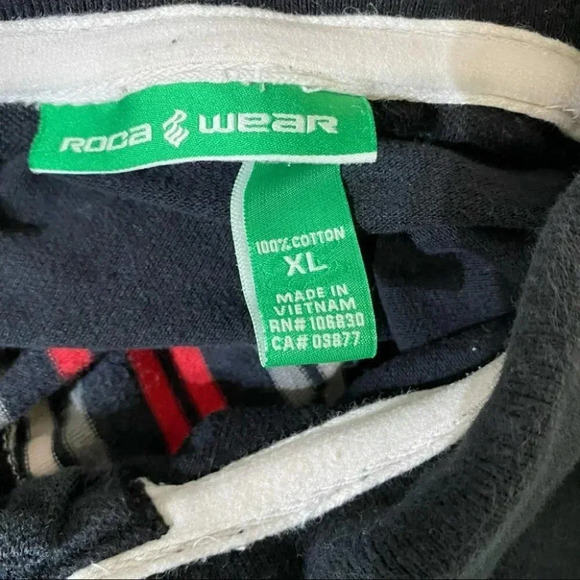 ROCA WEAR
100% COTTON
XL
MADE IN
VIETNAM
RN# 106830
CA# 03877